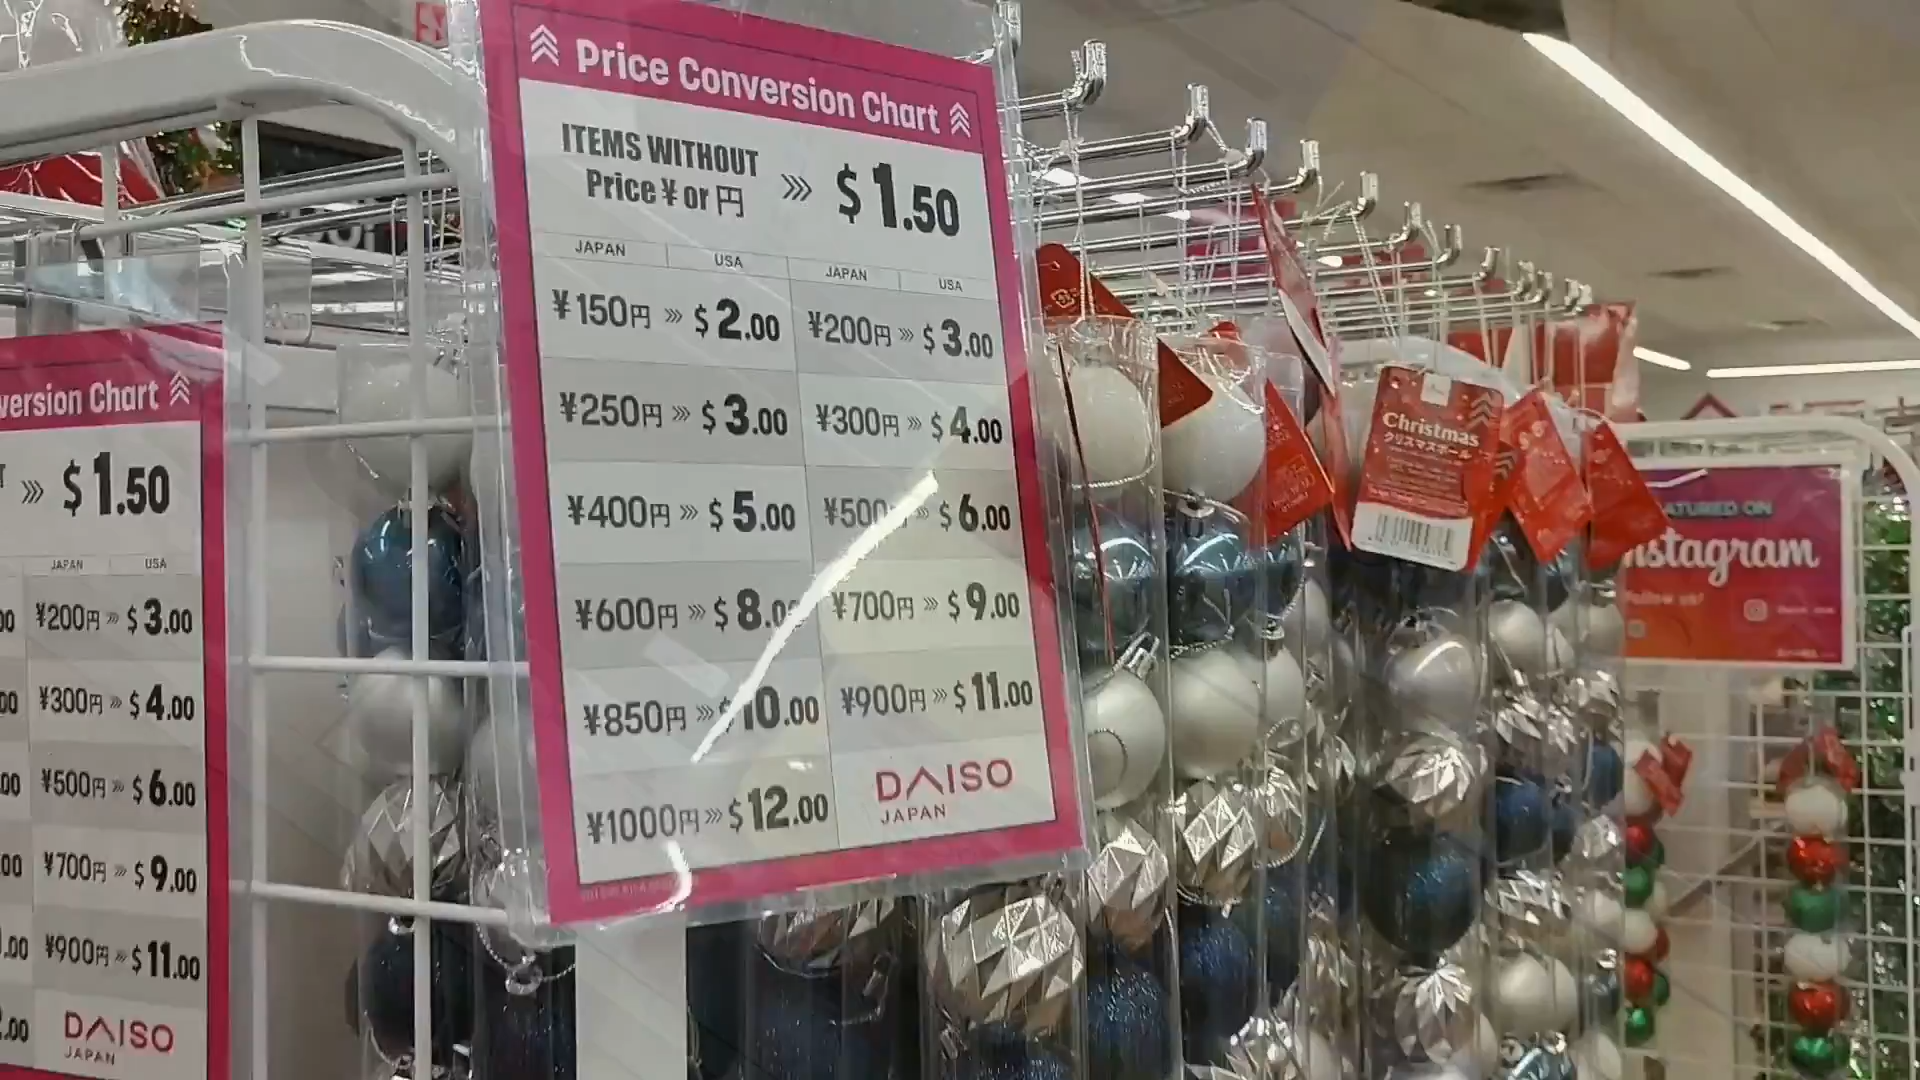 Price Conversion Chart
ITEMS WITHOUT
Price ¥ or 円
$1.50
JAPAN USA JAPAN USA
¥150円 $2.00 ¥200円 $3.00
¥250円 $3.00 ¥300円 $4.00
¥400円 $5.00 ¥500 $6.00
¥600円 $8.0 ¥700円 $9.00
¥850円 $10.00 ¥900円 $11.00
¥1000円 $12.00
DAISO
JAPAN
version Chart
$1.50
JAPAN USA
¥200円 $3.00
¥300円 $4.00
¥500円 $6.00
¥700円 $9.00
¥900円 $11.00
DAISO
JAPAN
Christmas
クリスマスボール
ATURED ON
nstagram